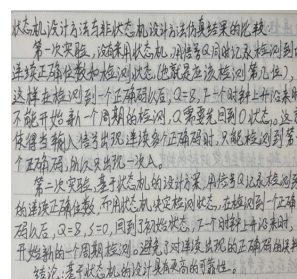 状态机设计方法与非状态机设计方法仿真结果的比较
第一次实验,没有采用状态机,用信号Q同时记录检测到
连续正确位数和检测状态(也就是应该检测第几位),
这样在检测到一个正确码以后,Q=8,下一个时钟上升沿来时
不能开始新一个周期的检测,Q需要先回到0状态。这
使得当输入信号出现连续多个正确码时,只能检测到第
个正确码,所以只出现一次A。
第二次实验,基于状态机的设计方案,用信号Q记录检测到
的连续正确位数,而用状态机决定检测状态,在检测到一个正确
码以后,Q=8,S=0,回到了初始状态,下一个时钟上升沿来时,
开始新的一个周期检测。避免了对连续出现的正确码的误判
结论:基于状态机的设计具有更高的可靠性。